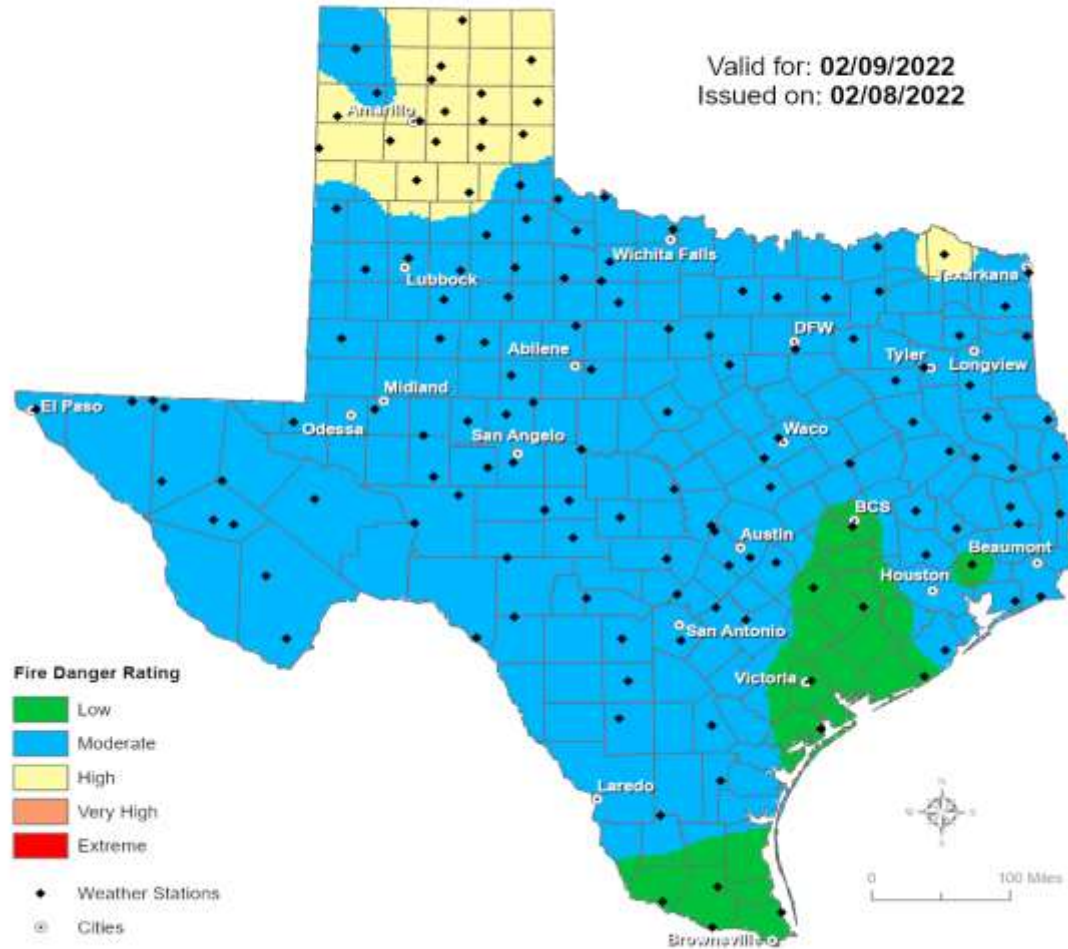 Valid for: 02/09/2022
Issued on: 02/08/2022
Amarillo
Wichita Falls
Lubbock
Texarkana
DFW
Abilene
Tyler
Longview
Midland
El Paso
Odessa
San Angelo
Waco
BCS
Austin
Beaumont
Houston
San Antonio
Victoria
Laredo
Brownsville
Fire Danger Rating
Low
Moderate
High
Very High
Extreme
Weather Stations
Cities
0 100 Miles